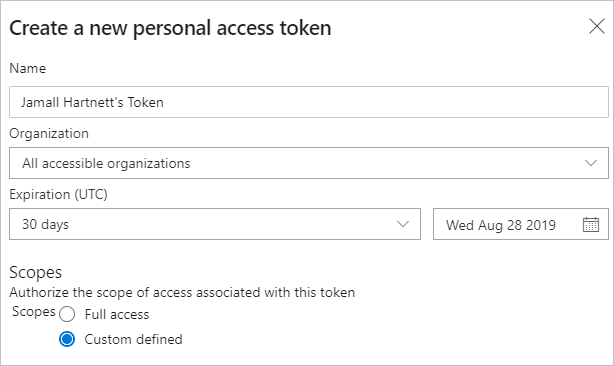 Create a new personal access token
Name
Jamall Hartnett's Token
Organization
All accessible organizations
Expiration (UTC)
30 days
Wed Aug 28 2019
Scopes
Authorize the scope of access associated with this token
Scopes Full access
Custom defined